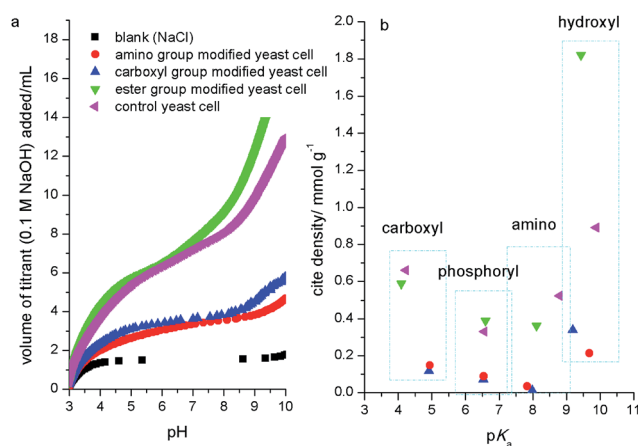 a
blank (NaCl)
amino group modified yeast cell
carboxyl group modified yeast cell
ester group modified yeast cell
control yeast cell
volume of titrant (0.1 M NaOH) added/mL
18
16
14
12
10
8
6
4
2
0
3 4 5 6 7 8 9 10
pH
b
hydroxyl
carboxyl
phosphoryl
amino
cite density/ mmol g⁻¹
2.0
1.8
1.6
1.4
1.2
1.0
0.8
0.6
0.4
0.2
0.0
3 4 5 6 7 8 9 10 11
pKₐ